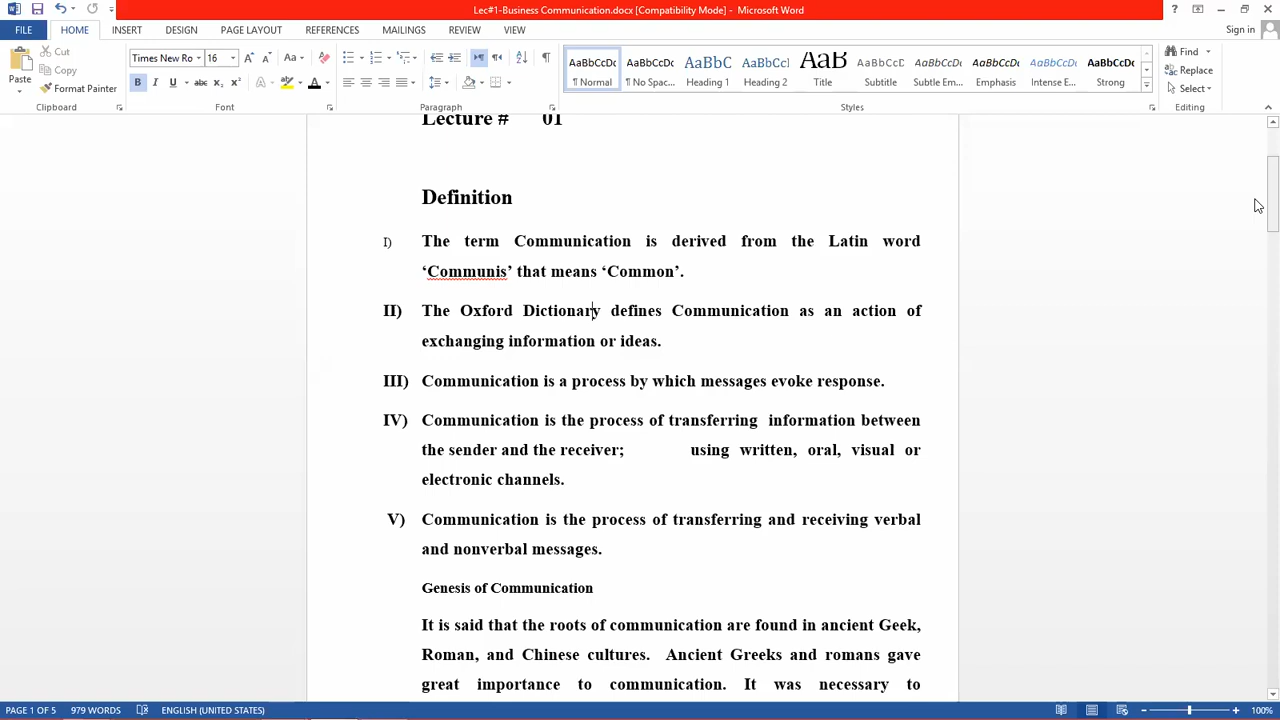 Lec#1-Business Communication.docx [Compatibility Mode] - Microsoft Word
FILE HOME INSERT DESIGN PAGE LAYOUT REFERENCES MAILINGS REVIEW VIEW Sign in
Cut
Copy
Format Painter
Paste
Clipboard
Times New Ro 16
Font
Paragraph
AaBbCcDc AaBbCcDc AaBbC AaBbCc AaB AaBbCcD AaBbCcDc AaBbCcDc AaBbCcDc AaBbCcDc
¶ Normal ¶ No Spac... Heading 1 Heading 2 Title Subtitle Subtle Em... Emphasis Intense E... Strong
Styles
Find
Replace
Select
Editing
Lecture # 01
Definition
I) The term Communication is derived from the Latin word
‘Communis’ that means ‘Common’.
II) The Oxford Dictionary defines Communication as an action of
exchanging information or ideas.
III) Communication is a process by which messages evoke response.
IV) Communication is the process of transferring information between
the sender and the receiver; using written, oral, visual or
electronic channels.
V) Communication is the process of transferring and receiving verbal
and nonverbal messages.
Genesis of Communication
It is said that the roots of communication are found in ancient Geek,
Roman, and Chinese cultures. Ancient Greeks and romans gave
great importance to communication. It was necessary to
PAGE 1 OF 5 979 WORDS ENGLISH (UNITED STATES) 100%